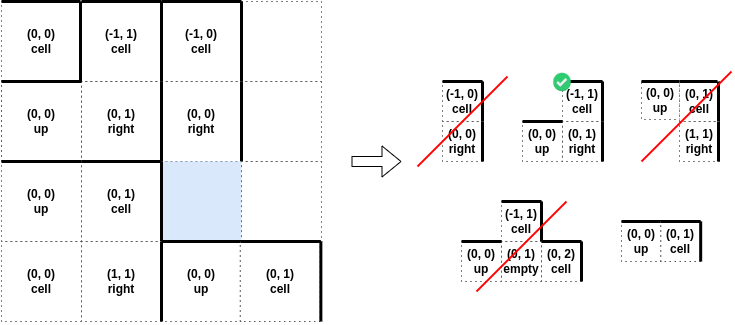 (0, 0)
cell
(-1, 1)
cell
(-1, 0)
cell
(0, 0)
up
(0, 1)
right
(0, 0)
right
(0, 0)
up
(0, 1)
cell
(0, 0)
cell
(1, 1)
right
(0, 0)
up
(0, 1)
cell
(-1, 0)
cell
(0, 0)
right
(-1, 1)
cell
(0, 0)
up
(0, 1)
right
(0, 0)
up
(0, 1)
cell
(1, 1)
right
(-1, 1)
cell
(0, 0)
up
(0, 1)
empty
(0, 2)
cell
(0, 0)
up
(0, 1)
cell